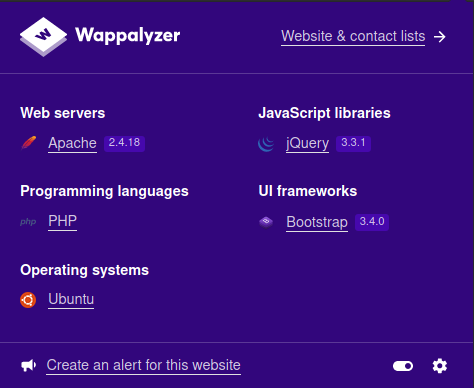 Wappalyzer
Website & contact lists
Web servers
Apache 2.4.18
JavaScript libraries
jQuery 3.3.1
Programming languages
php PHP
UI frameworks
Bootstrap 3.4.0
Operating systems
Ubuntu
Create an alert for this website